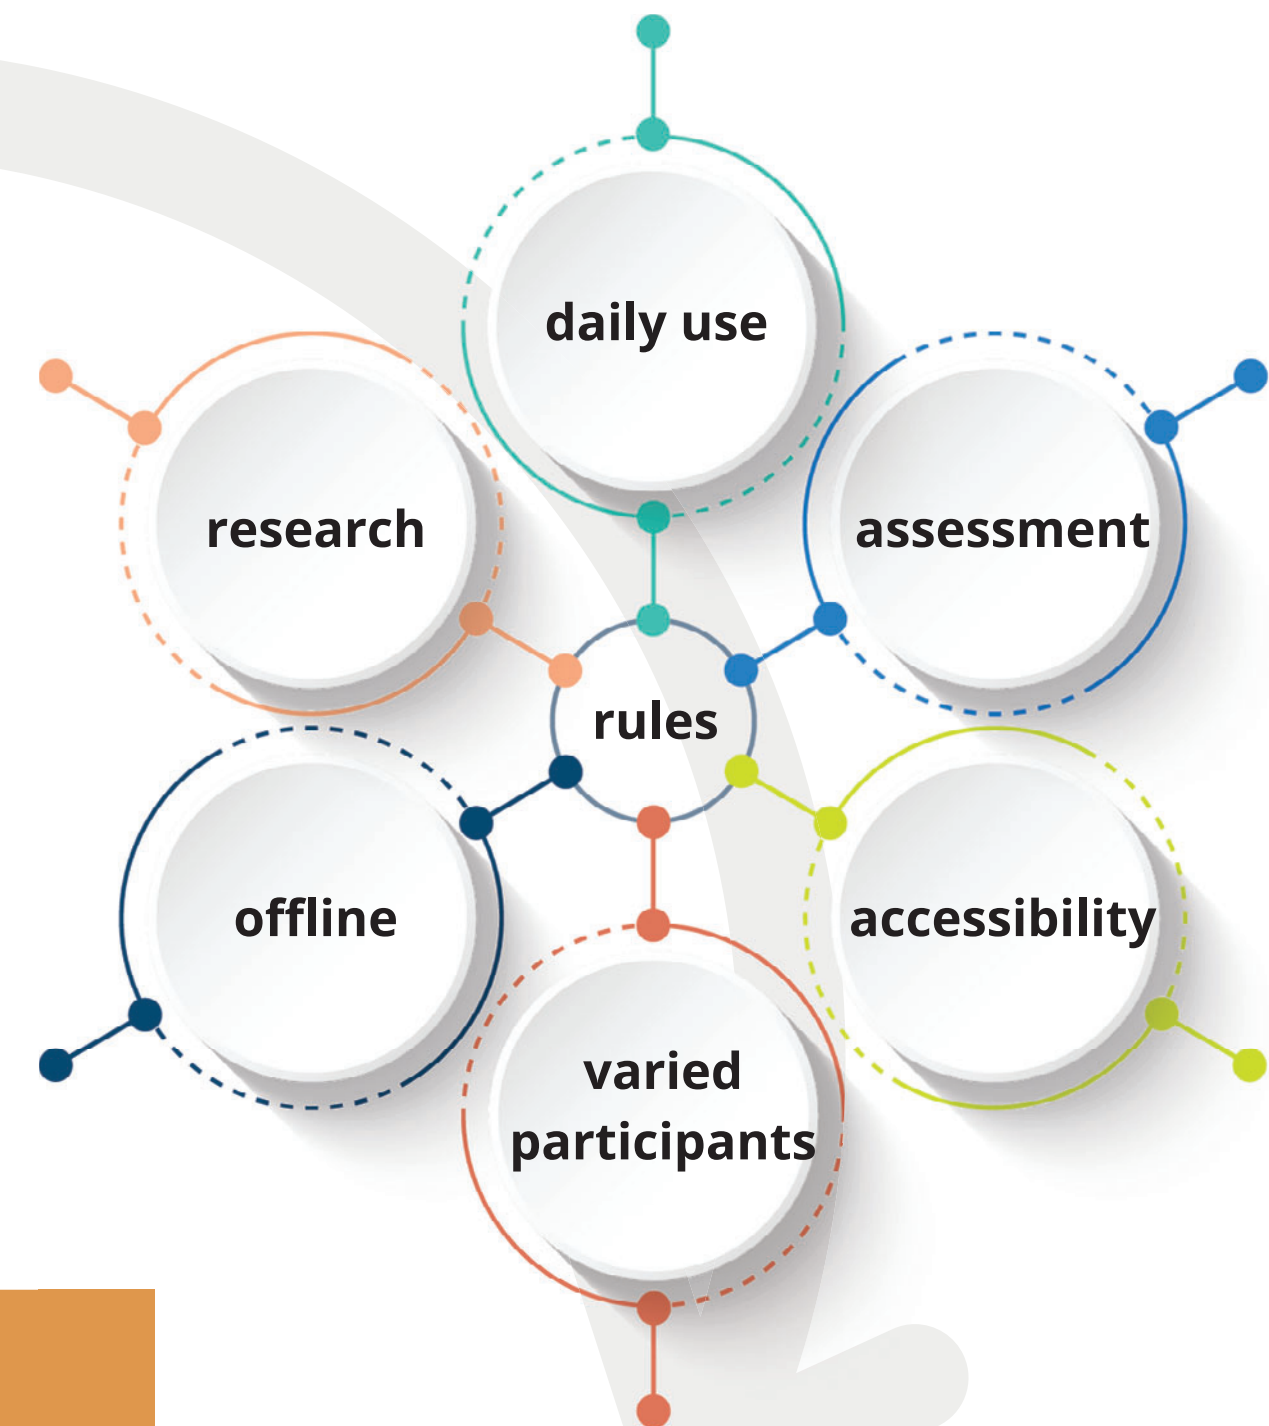 daily use
research
assessment
rules
offline
accessibility
varied
participants